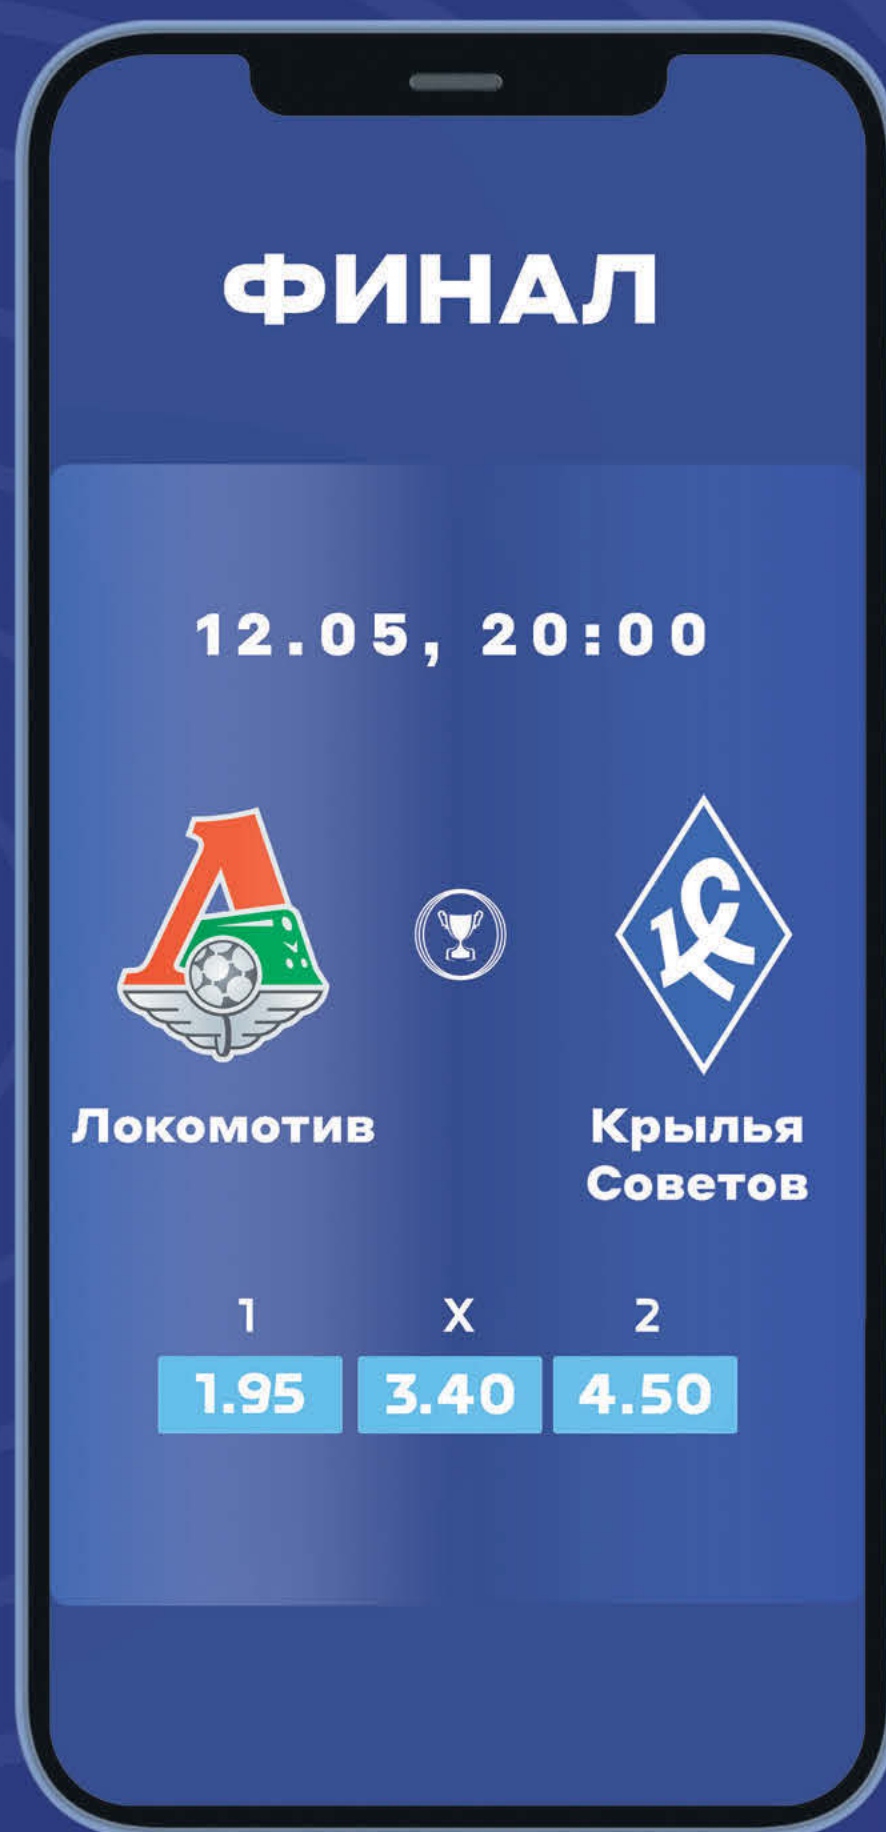 ФИНАЛ
12.05, 20:00
Локомотив
Крылья
Советов
1 X 2
1.95 3.40 4.50